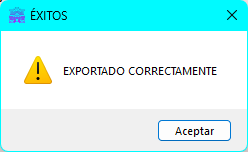 ÉXITOS
EXPORTADO CORRECTAMENTE
Aceptar